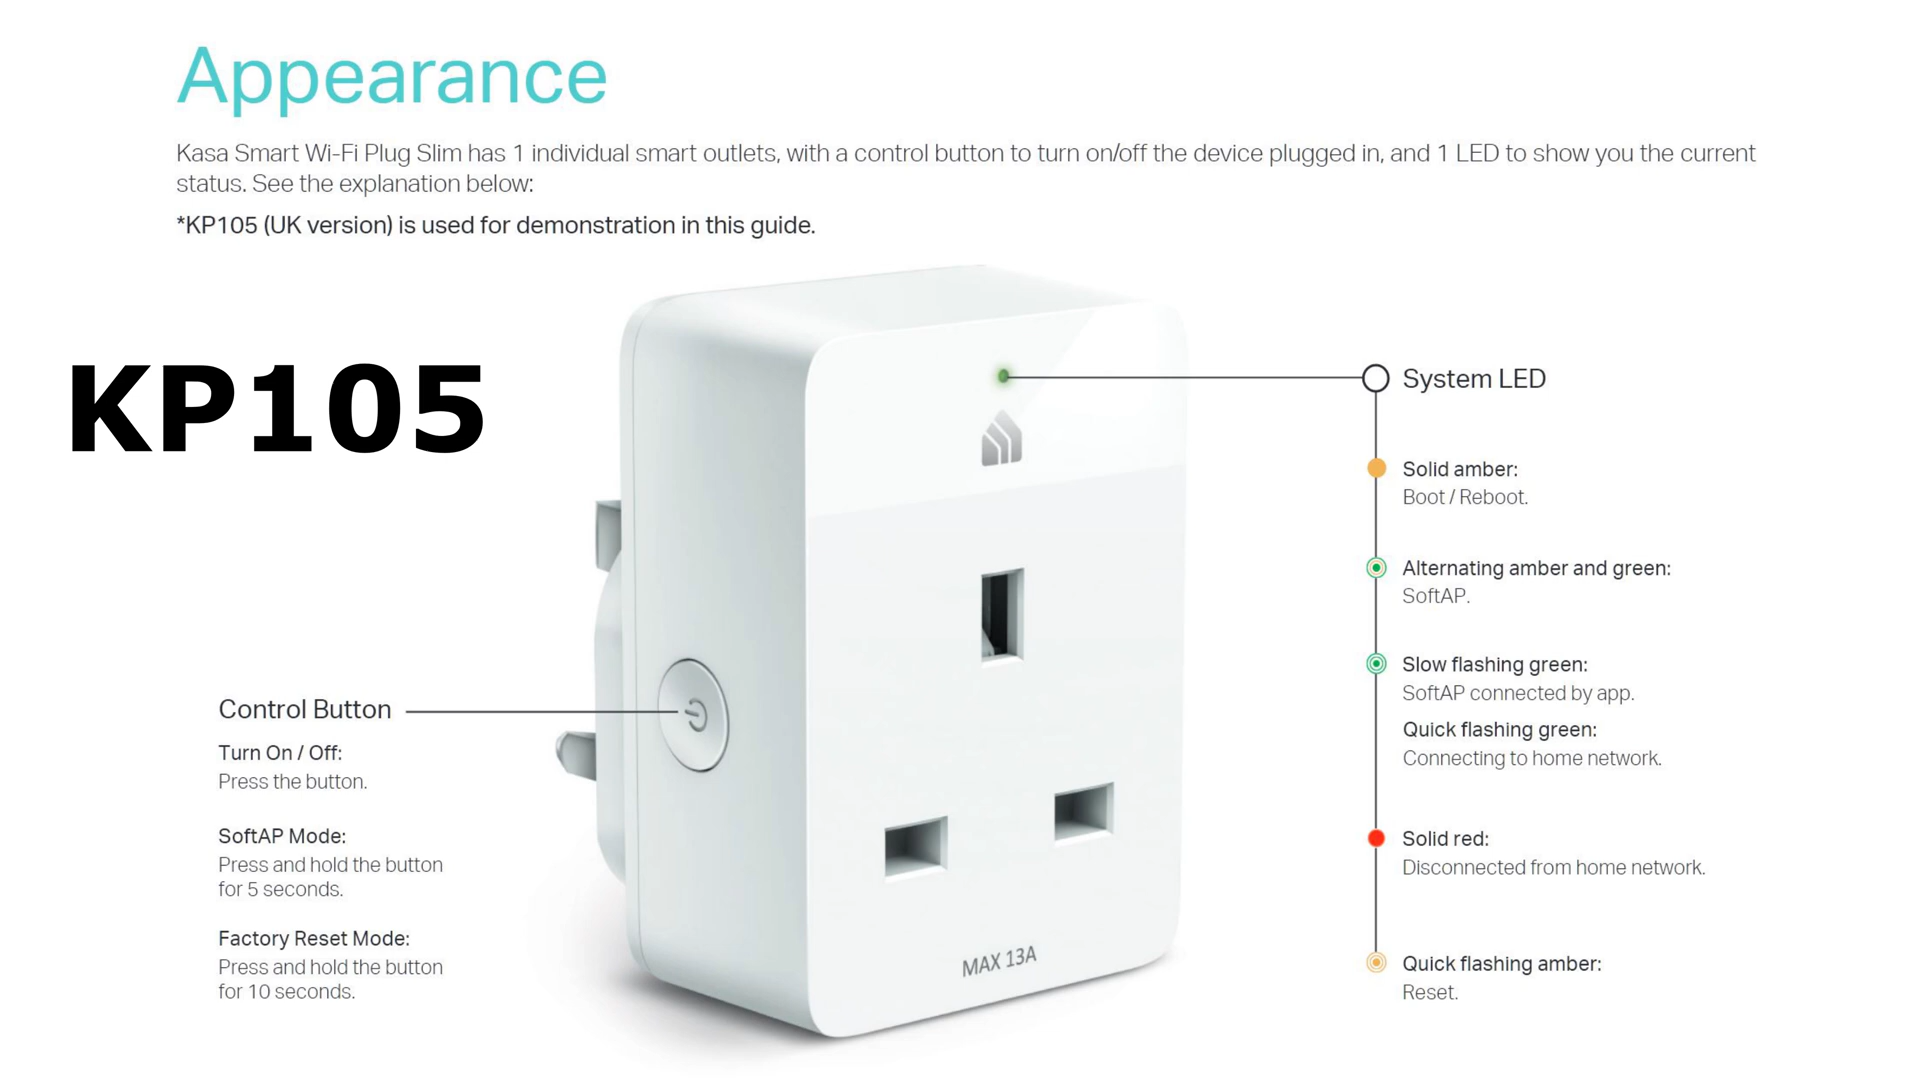 Appearance
Kasa Smart Wi-Fi Plug Slim has 1 individual smart outlets, with a control button to turn on/off the device plugged in, and 1 LED to show you the current
status. See the explanation below:
*KP105 (UK version) is used for demonstration in this guide.
KP105
Control Button
Turn On / Off:
Press the button.
SoftAP Mode:
Press and hold the button
for 5 seconds.
Factory Reset Mode:
Press and hold the button
for 10 seconds.
MAX 13A
System LED
Solid amber:
Boot / Reboot.
Alternating amber and green:
SoftAP.
Slow flashing green:
SoftAP connected by app.
Quick flashing green:
Connecting to home network.
Solid red:
Disconnected from home network.
Quick flashing amber:
Reset.